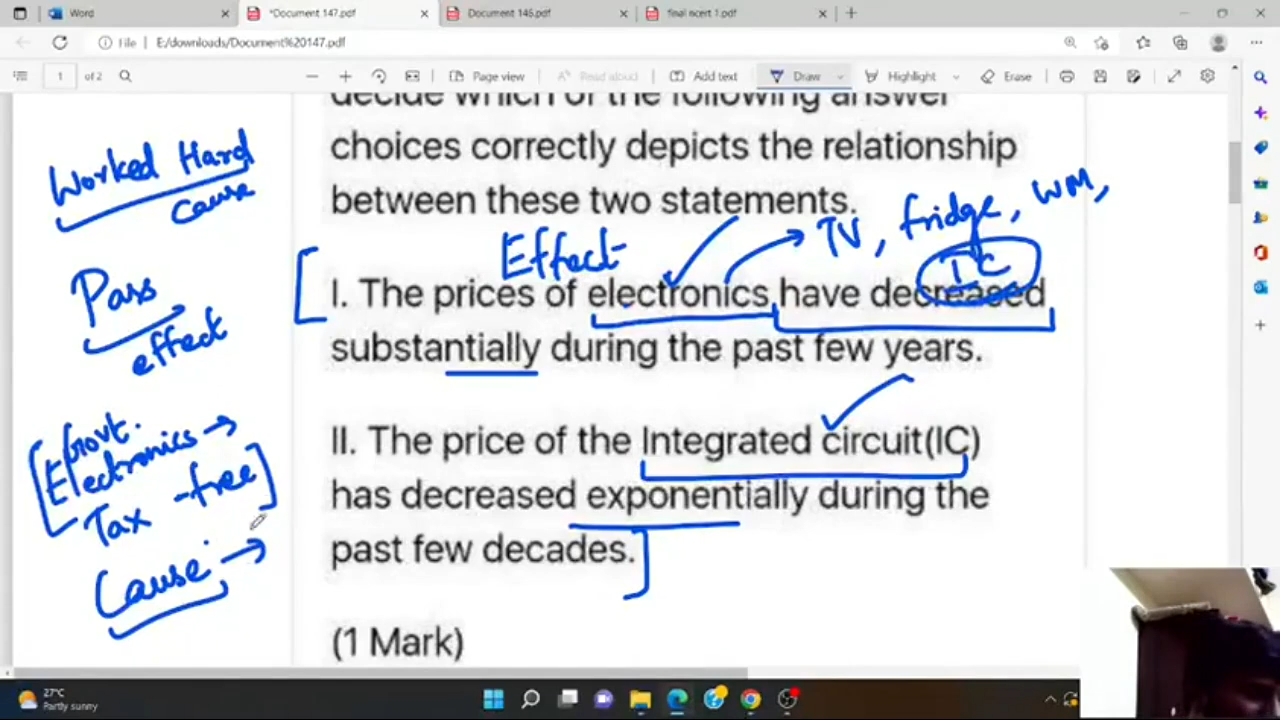 Word
*Document 147.pdf
Document 146.pdf
final ncert 1.pdf
File
E:/downloads/Document%20147.pdf
1 of 2
Page view
Read aloud
Add text
Draw
Highlight
Erase
decide which of the following answer
choices correctly depicts the relationship
between these two statements.
Worked Hard
cause
Pass
effect
Govt.
Electronics →
Tax -free
Cause →
Effect
TV, fridge, WM,
IC
I. The prices of electronics have decreased
substantially during the past few years.
II. The price of the Integrated circuit(IC)
has decreased exponentially during the
past few decades.
(1 Mark)
27°C
Partly sunny